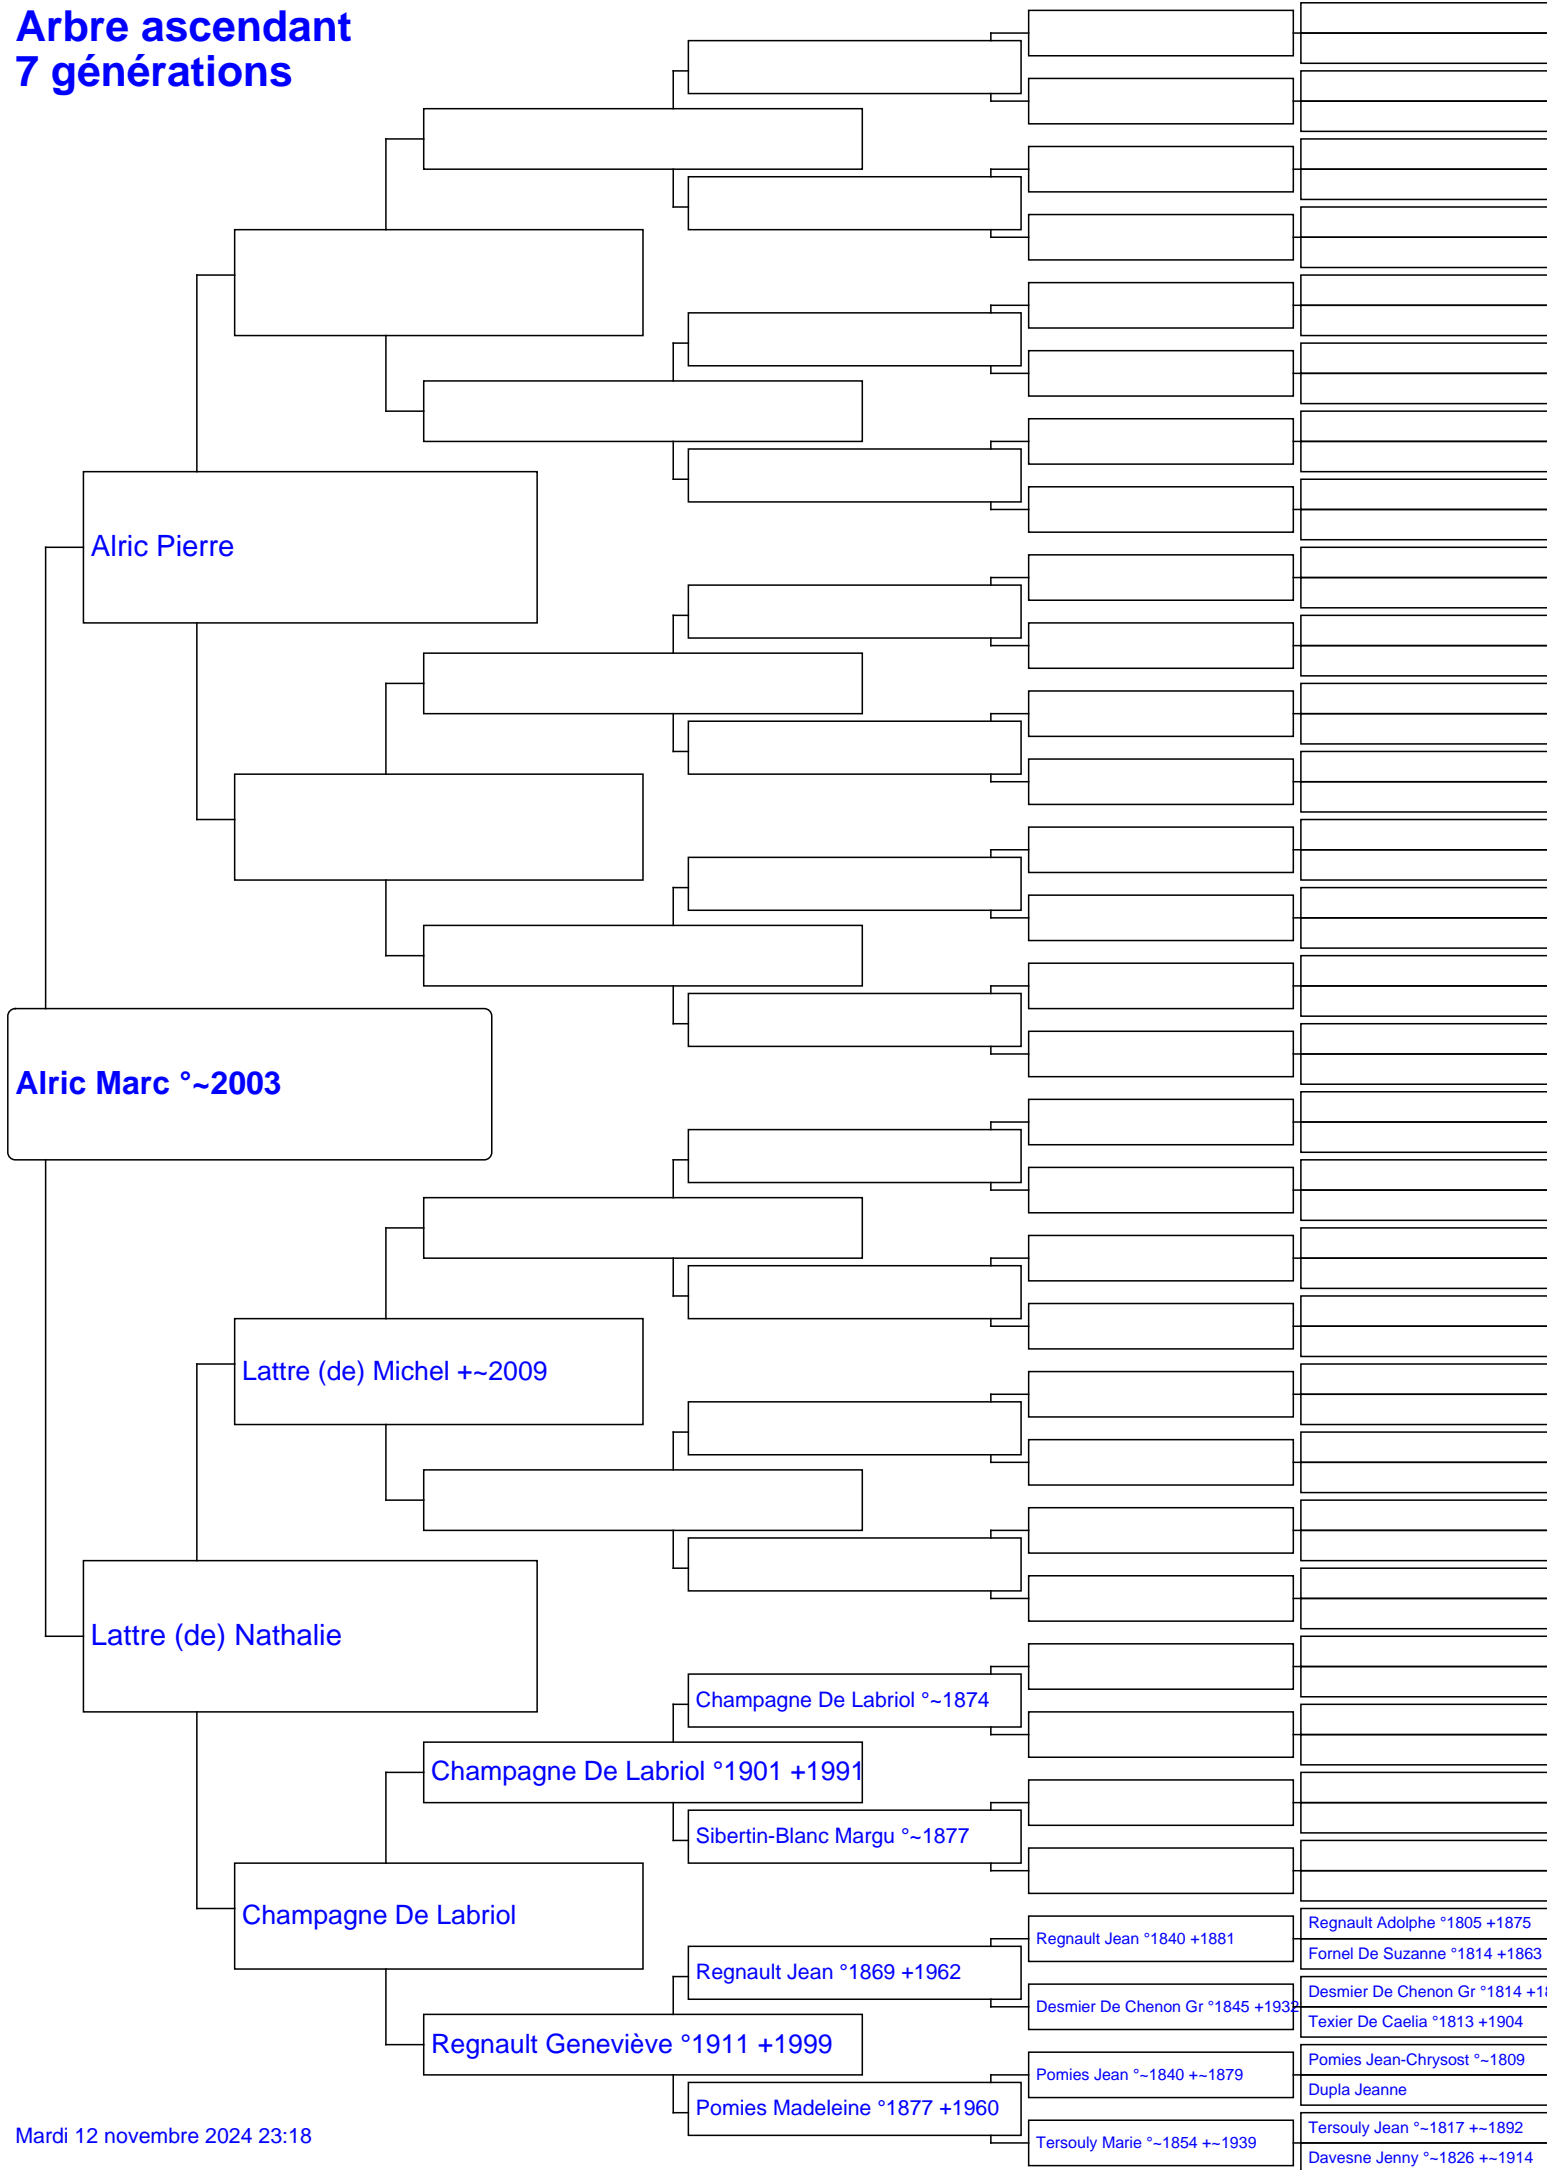 Arbre ascendant
7 générations
Alric Pierre
Alric Marc °~2003
Lattre (de) Michel +~2009
Lattre (de) Nathalie
Champagne De Labriol °~1874
Champagne De Labriol °1901 +1991
Sibertin-Blanc Margu °~1877
Champagne De Labriol
Regnault Adolphe °1805 +1875
Regnault Jean °1840 +1881
Fornel De Suzanne °1814 +1863
Regnault Jean °1869 +1962
Desmier De Chenon Gr °1814 +18
Desmier De Chenon Gr °1845 +1932
Texier De Caelia °1813 +1904
Regnault Geneviève °1911 +1999
Pomies Jean-Chrysost °~1809
Pomies Jean °~1840 +~1879
Dupla Jeanne
Pomies Madeleine °1877 +1960
Tersouly Jean °~1817 +~1892
Tersouly Marie °~1854 +~1939
Davesne Jenny °~1826 +~1914
Mardi 12 novembre 2024 23:18